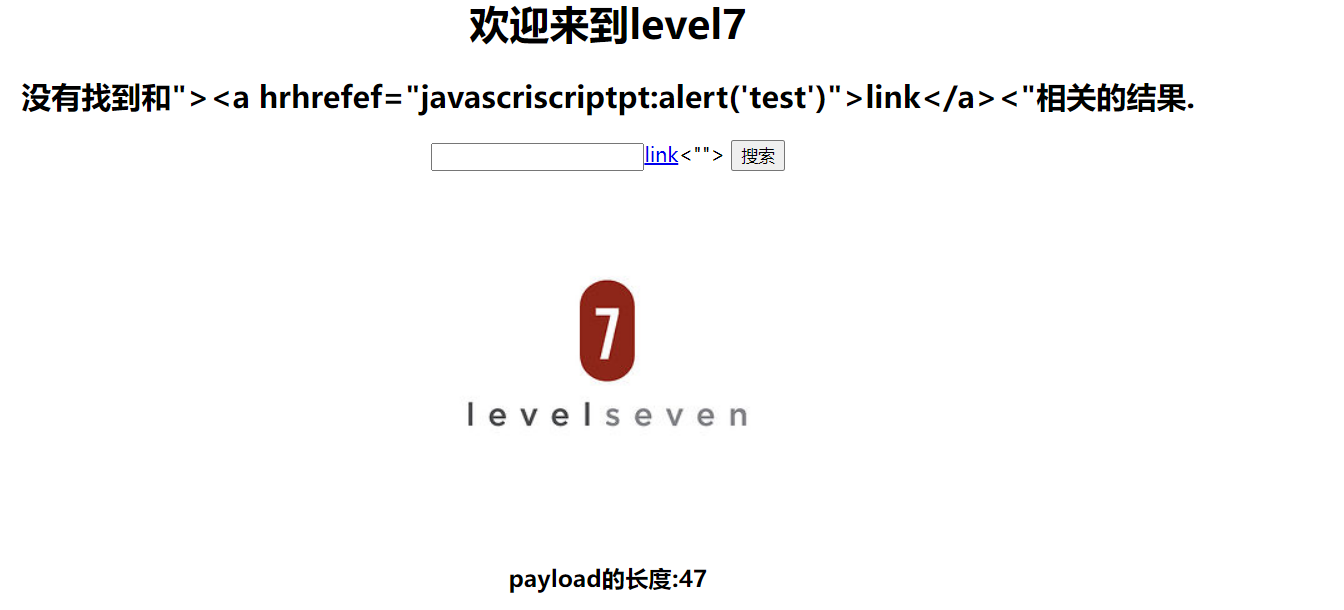 欢迎来到level7
没有找到和"><a hrhrefef="javascriscriptpt:alert('test')">link</a><"相关的结果.
link<""> 搜索
7
levelseven
payload的长度:47